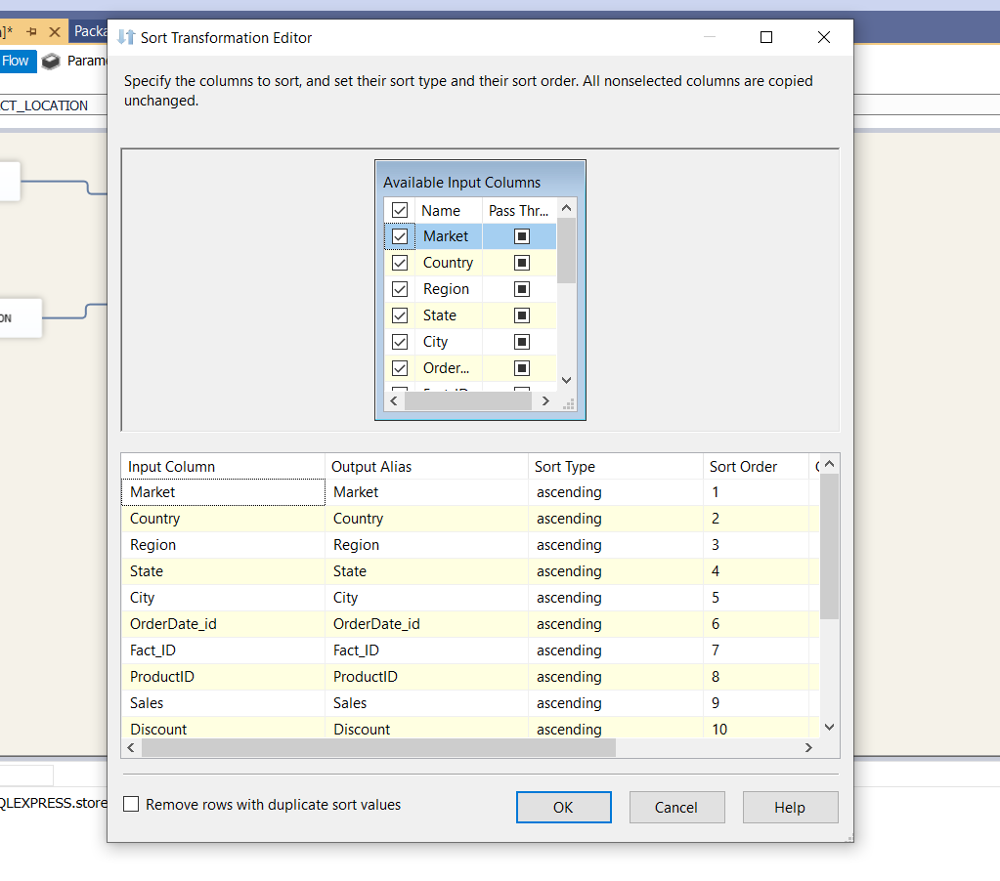 ]* Packa
Sort Transformation Editor
Flow Param
Specify the columns to sort, and set their sort type and their sort order. All nonselected columns are copied
unchanged.
CT_LOCATION
Available Input Columns
Name Pass Thr...
Market
Country
Region
State
City
Order...
ON
Input Column Output Alias Sort Type Sort Order
Market Market ascending 1
Country Country ascending 2
Region Region ascending 3
State State ascending 4
City City ascending 5
OrderDate_id OrderDate_id ascending 6
Fact_ID Fact_ID ascending 7
ProductID ProductID ascending 8
Sales Sales ascending 9
Discount Discount ascending 10
QLEXPRESS.store
Remove rows with duplicate sort values
OK Cancel Help